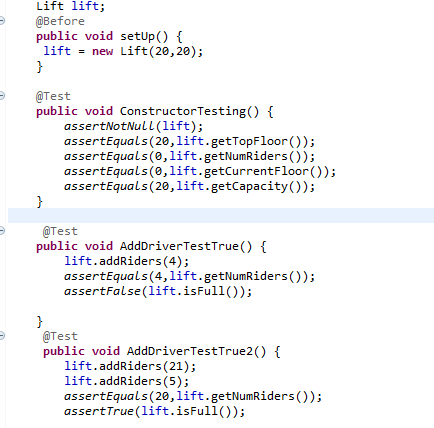 Lift lift;
@Before
public void setUp() {
lift = new Lift(20,20);
}
@Test
public void ConstructorTesting() {
assertNotNull(lift);
assertEquals(20,lift.getTopFloor());
assertEquals(0,lift.getNumRiders());
assertEquals(0,lift.getCurrentFloor());
assertEquals(20,lift.getCapacity());
}
@Test
public void AddDriverTestTrue() {
lift.addRiders(4);
assertEquals(4,lift.getNumRiders());
assertFalse(lift.isFull());
}
@Test
public void AddDriverTestTrue2() {
lift.addRiders(21);
lift.addRiders(5);
assertEquals(20,lift.getNumRiders());
assertTrue(lift.isFull());